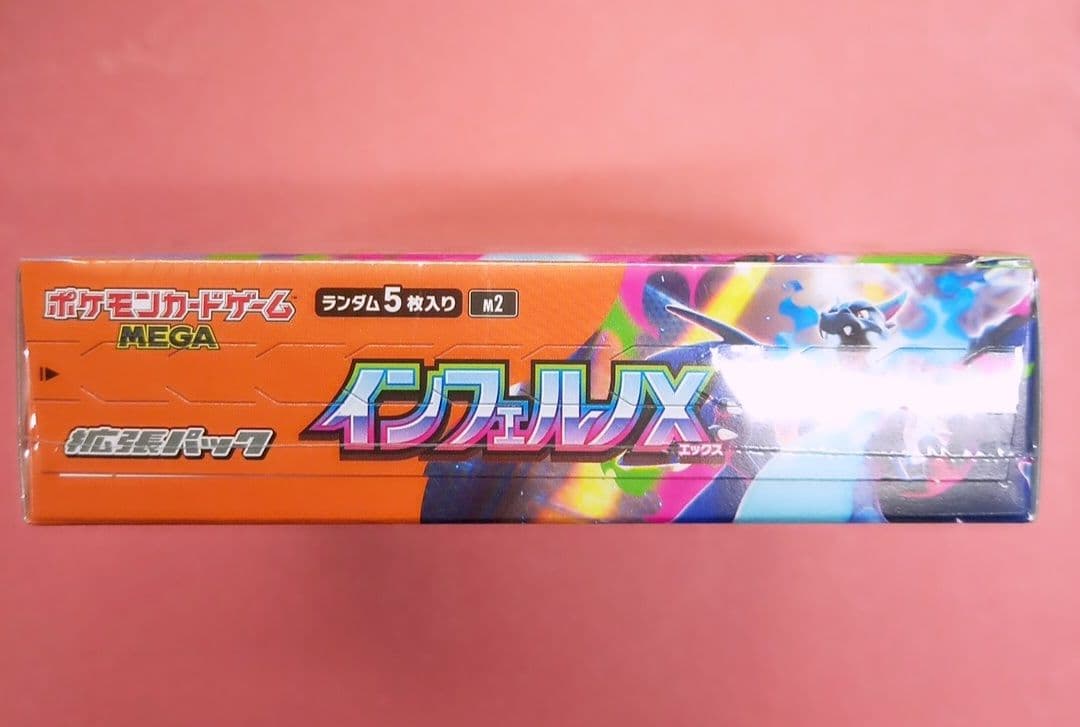 ポケモンカードゲーム
MEGA
ランダム5枚入り M2
インフェルノX
エックス
拡張パック